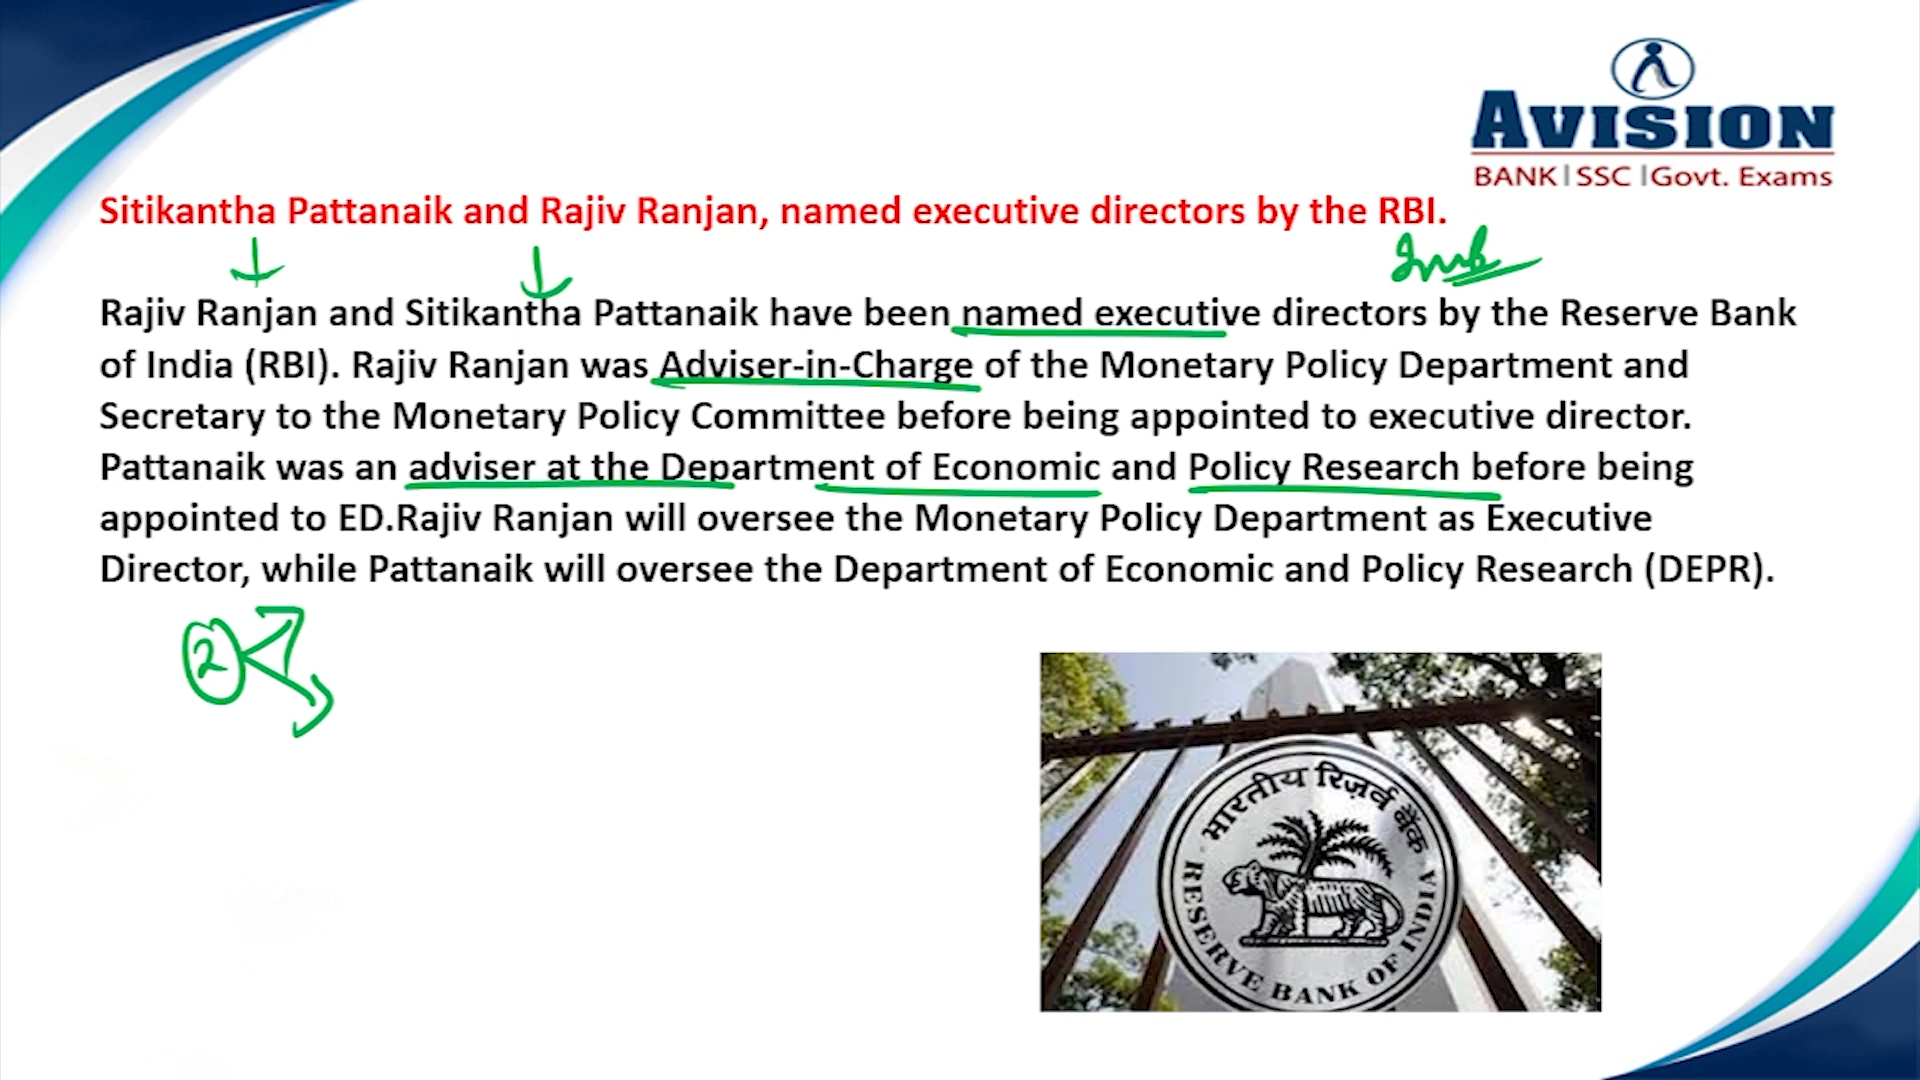 AVISION
BANK | SSC | Govt. Exams
Sitikantha Pattanaik and Rajiv Ranjan, named executive directors by the RBI.
Rajiv Ranjan and Sitikantha Pattanaik have been named executive directors by the Reserve Bank
of India (RBI). Rajiv Ranjan was Adviser-in-Charge of the Monetary Policy Department and
Secretary to the Monetary Policy Committee before being appointed to executive director.
Pattanaik was an adviser at the Department of Economic and Policy Research before being
appointed to ED.Rajiv Ranjan will oversee the Monetary Policy Department as Executive
Director, while Pattanaik will oversee the Department of Economic and Policy Research (DEPR).
2
भारतीय रिज़र्व बैंक
RESERVE BANK OF INDIA